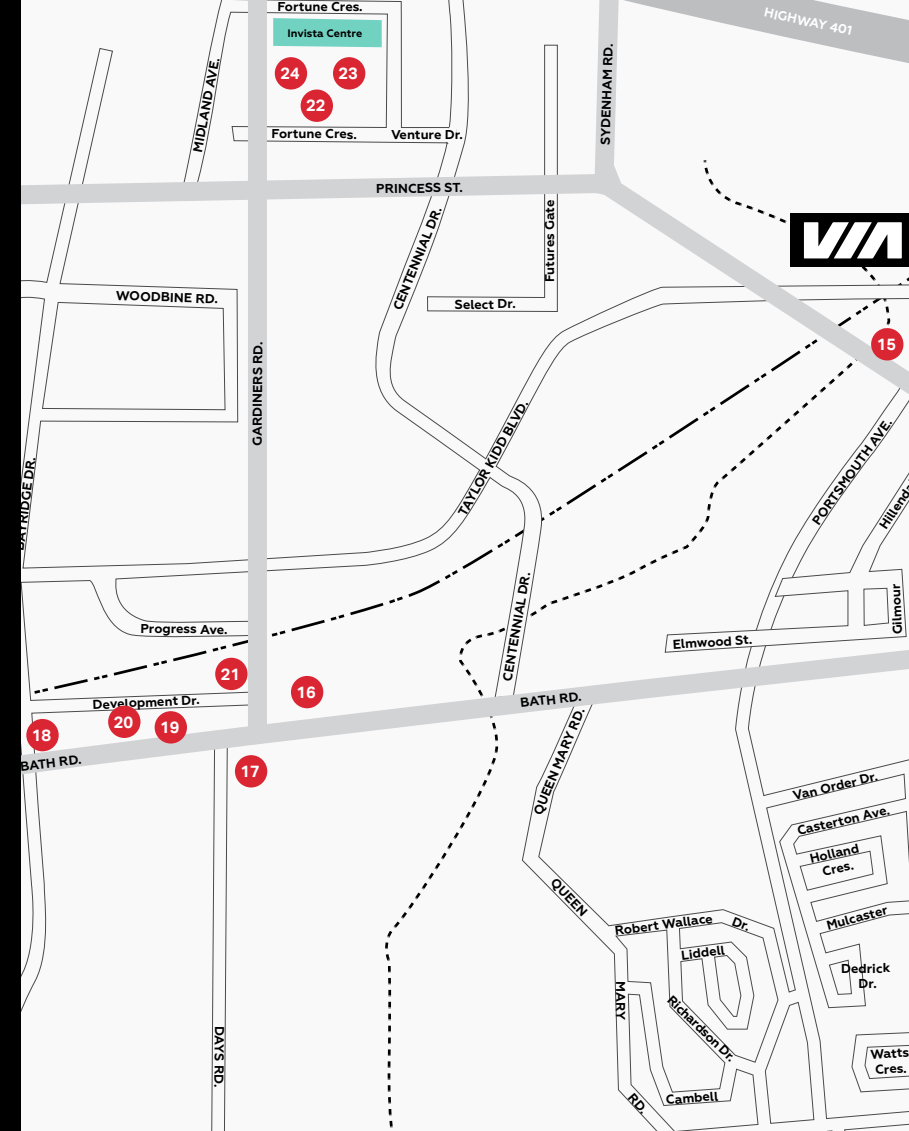 Fortune Cres.
HIGHWAY 401
Invista Centre
24
23
22
MIDLAND AVE.
SYDENHAM RD.
Fortune Cres.
Venture Dr.
PRINCESS ST.
CENTENNIAL DR.
Futures Gate
VIA
WOODBINE RD.
Select Dr.
15
GARDINERS RD.
TAYLOR KIDD BLVD.
PORTSMOUTH AVE.
BAYRIDGE DR.
Progress Ave.
CENTENNIAL DR.
Gilmour
Elmwood St.
21
16
Development Dr.
BATH RD.
20
19
18
BATH RD.
17
QUEEN MARY RD.
Van Order Dr.
Casterton Ave.
Holland
Cres.
QUEEN
Robert Wallace Dr.
Mulcaster
Liddell
Dedrick
Dr.
MARY
Richardson Dr.
DAYS RD.
Watts
Cres.
Cambell
RD.